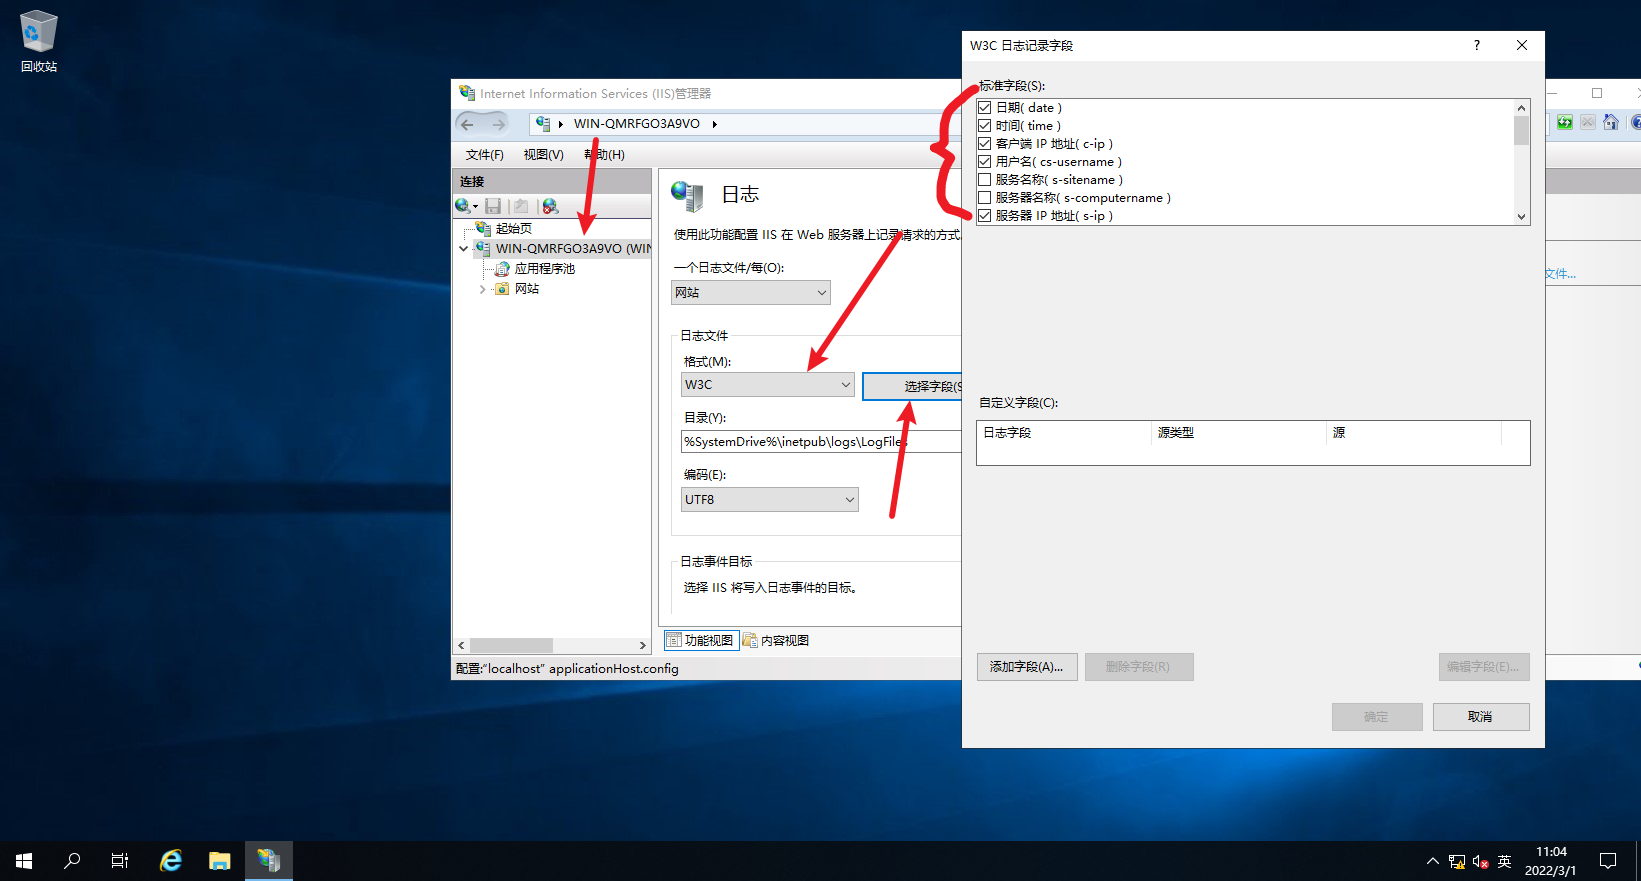 回收站
Internet Information Services (IIS)管理器
WIN-QMRFGO3A9VO
文件(F) 视图(V) 帮助(H)
连接
起始页
WIN-QMRFGO3A9VO (WIN
应用程序池
网站
日志
使用此功能配置 IIS 在 Web 服务器上记录请求的方式。
一个日志文件/每(O):
网站
日志文件
格式(M):
W3C
选择字段(S
目录(Y):
%SystemDrive%\inetpub\logs\LogFiles
编码(E):
UTF8
日志事件目标
选择 IIS 将写入日志事件的目标。
功能视图 内容视图
配置:“localhost” applicationHost.config
文件...
W3C 日志记录字段
标准字段(S):
日期( date )
时间( time )
客户端 IP 地址( c-ip )
用户名( cs-username )
服务名称( s-sitename )
服务器名称( s-computername )
服务器 IP 地址( s-ip )
自定义字段(C):
日志字段 源类型 源
添加字段(A)... 删除字段(R) 编辑字段(E)...
确定 取消
英
11:04
2022/3/1